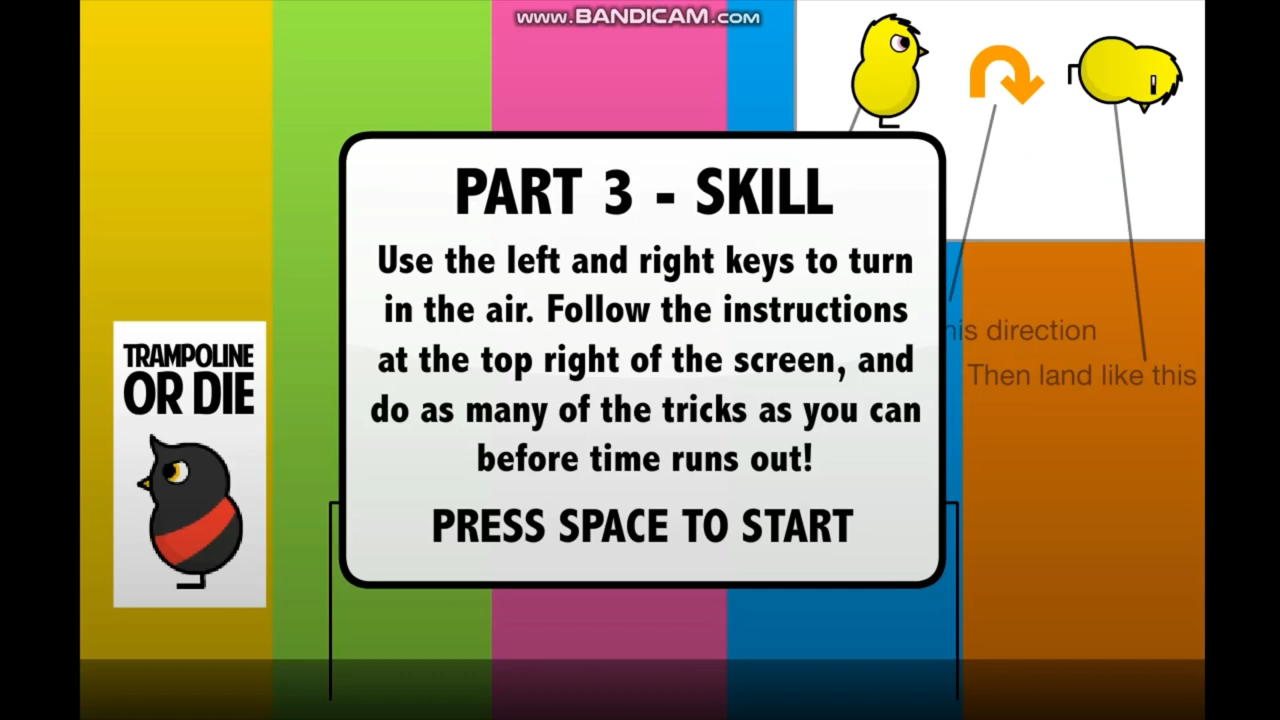 www.BANDICAM.com
PART 3 - SKILL
Use the left and right keys to turn
in the air. Follow the instructions
at the top right of the screen, and
do as many of the tricks as you can
before time runs out!
PRESS SPACE TO START
TRAMPOLINE
OR DIE
his direction
Then land like this